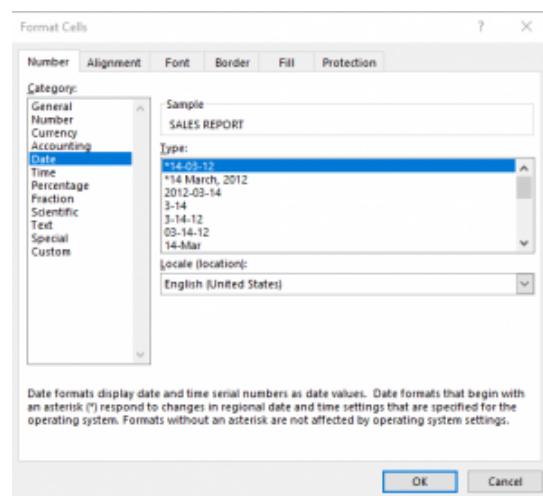 Format Cells ? ×
Number Alignment Font Border Fill Protection
Category:
General
Number
Currency
Accounting
Date
Time
Percentage
Fraction
Scientific
Text
Special
Custom
Sample
SALES REPORT
Type:
*14-03-12
*14 March, 2012
2012-03-14
3-14
3-14-12
03-14-12
14-Mar
Locale (location):
English (United States)
Date formats display date and time serial numbers as date values. Date formats that begin with
an asterisk (*) respond to changes in regional date and time settings that are specified for the
operating system. Formats without an asterisk are not affected by operating system settings.
OK Cancel